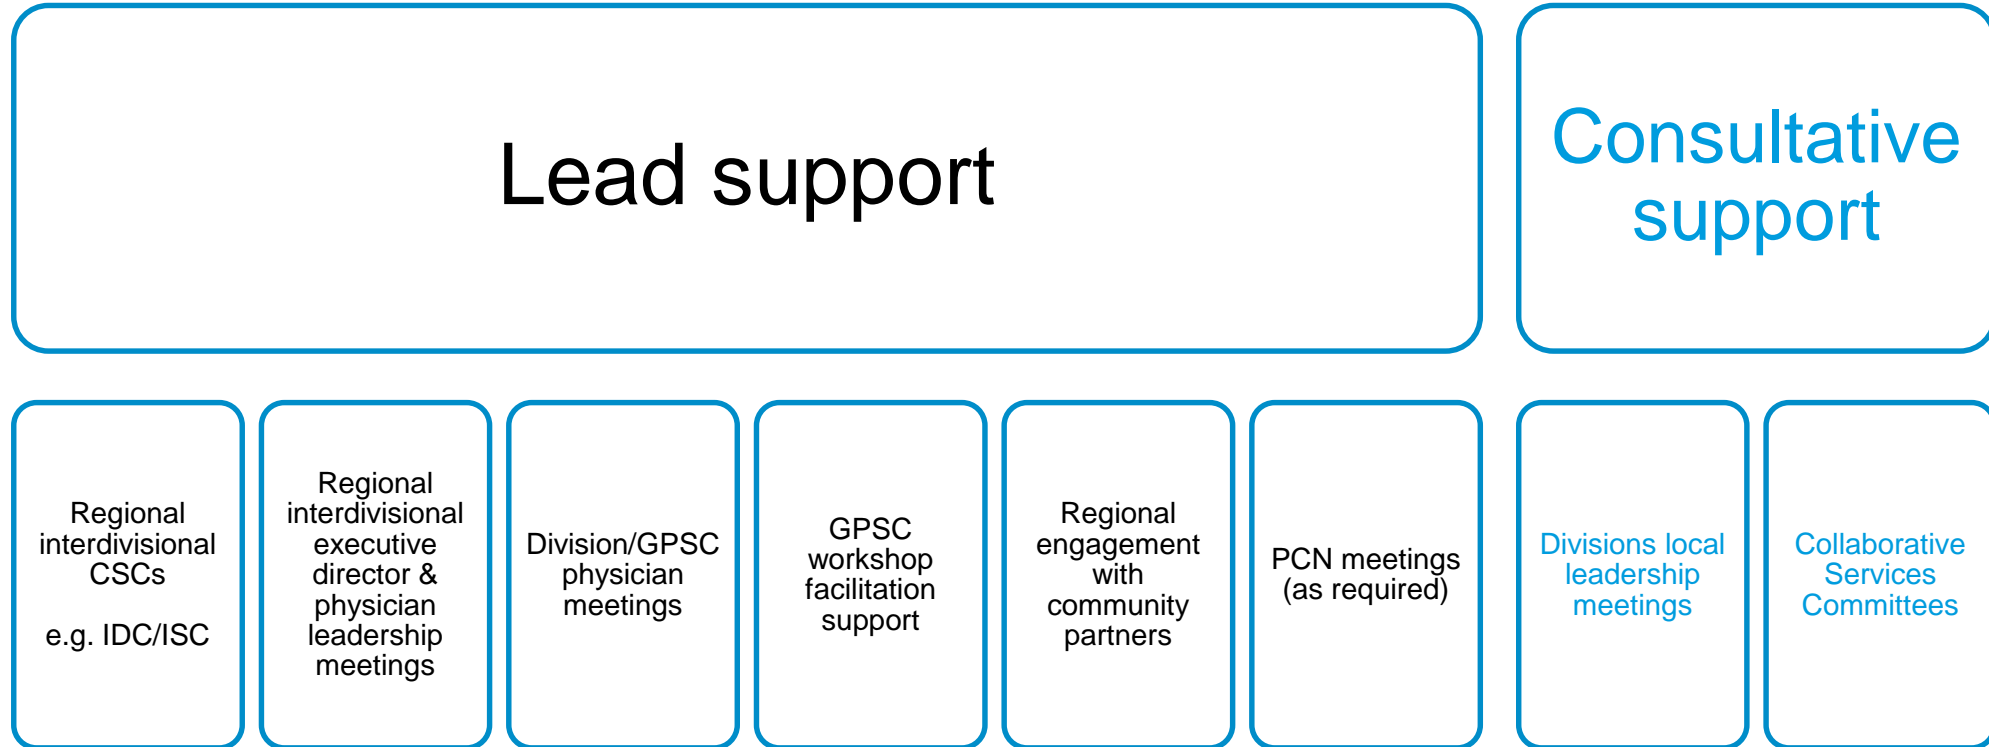 Lead support
Consultative
support
Regional
interdivisional
CSCs
e.g. IDC/ISC
Regional
interdivisional
executive
director &
physician
leadership
meetings
Division/GPSC
physician
meetings
GPSC
workshop
facilitation
support
Regional
engagement
with
community
partners
PCN meetings
(as required)
Divisions local
leadership
meetings
Collaborative
Services
Committees